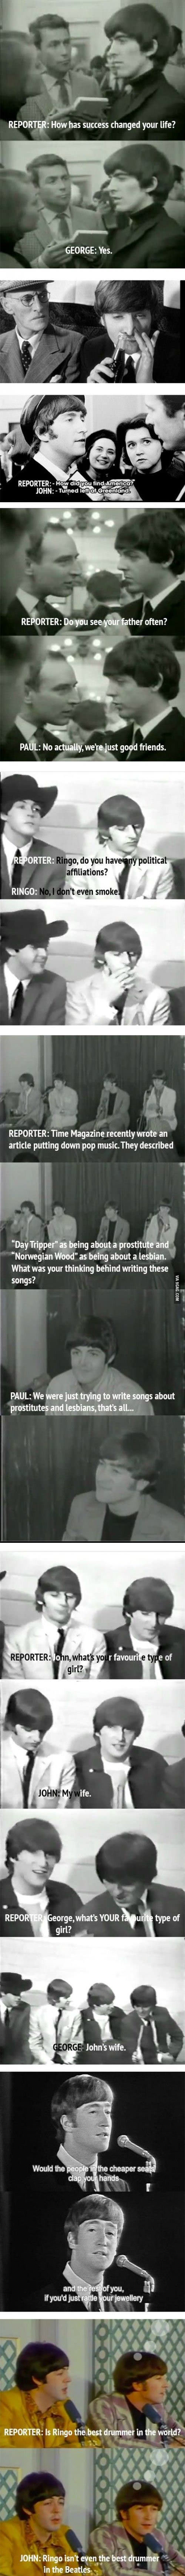 REPORTER: How has success changed your life?
GEORGE: Yes.
REPORTER: - How did you find America?
JOHN: - Turned left at Greenland.
REPORTER: Do you see your father often?
PAUL: No actually, we're just good friends.
REPORTER: Ringo, do you have any political
affiliations?
RINGO: No, I don't even smoke.
REPORTER: Time Magazine recently wrote an
article putting down pop music. They described
"Day Tripper" as being about a prostitute and
"Norwegian Wood" as being about a lesbian.
What was your thinking behind writing these
songs?
VIA 9GAG.COM
PAUL: We were just trying to write songs about
prostitutes and lesbians, that's all...
REPORTER: John, what's your favourite type of
girl?
JOHN: My wife.
REPORTER: George, what's YOUR favourite type of
girl?
GEORGE: John's wife.
Would the people in the cheaper seats
clap your hands
and the rest of you,
if you'd just rattle your jewellery
REPORTER: Is Ringo the best drummer in the world?
JOHN: Ringo isn't even the best drummer
in the Beatles